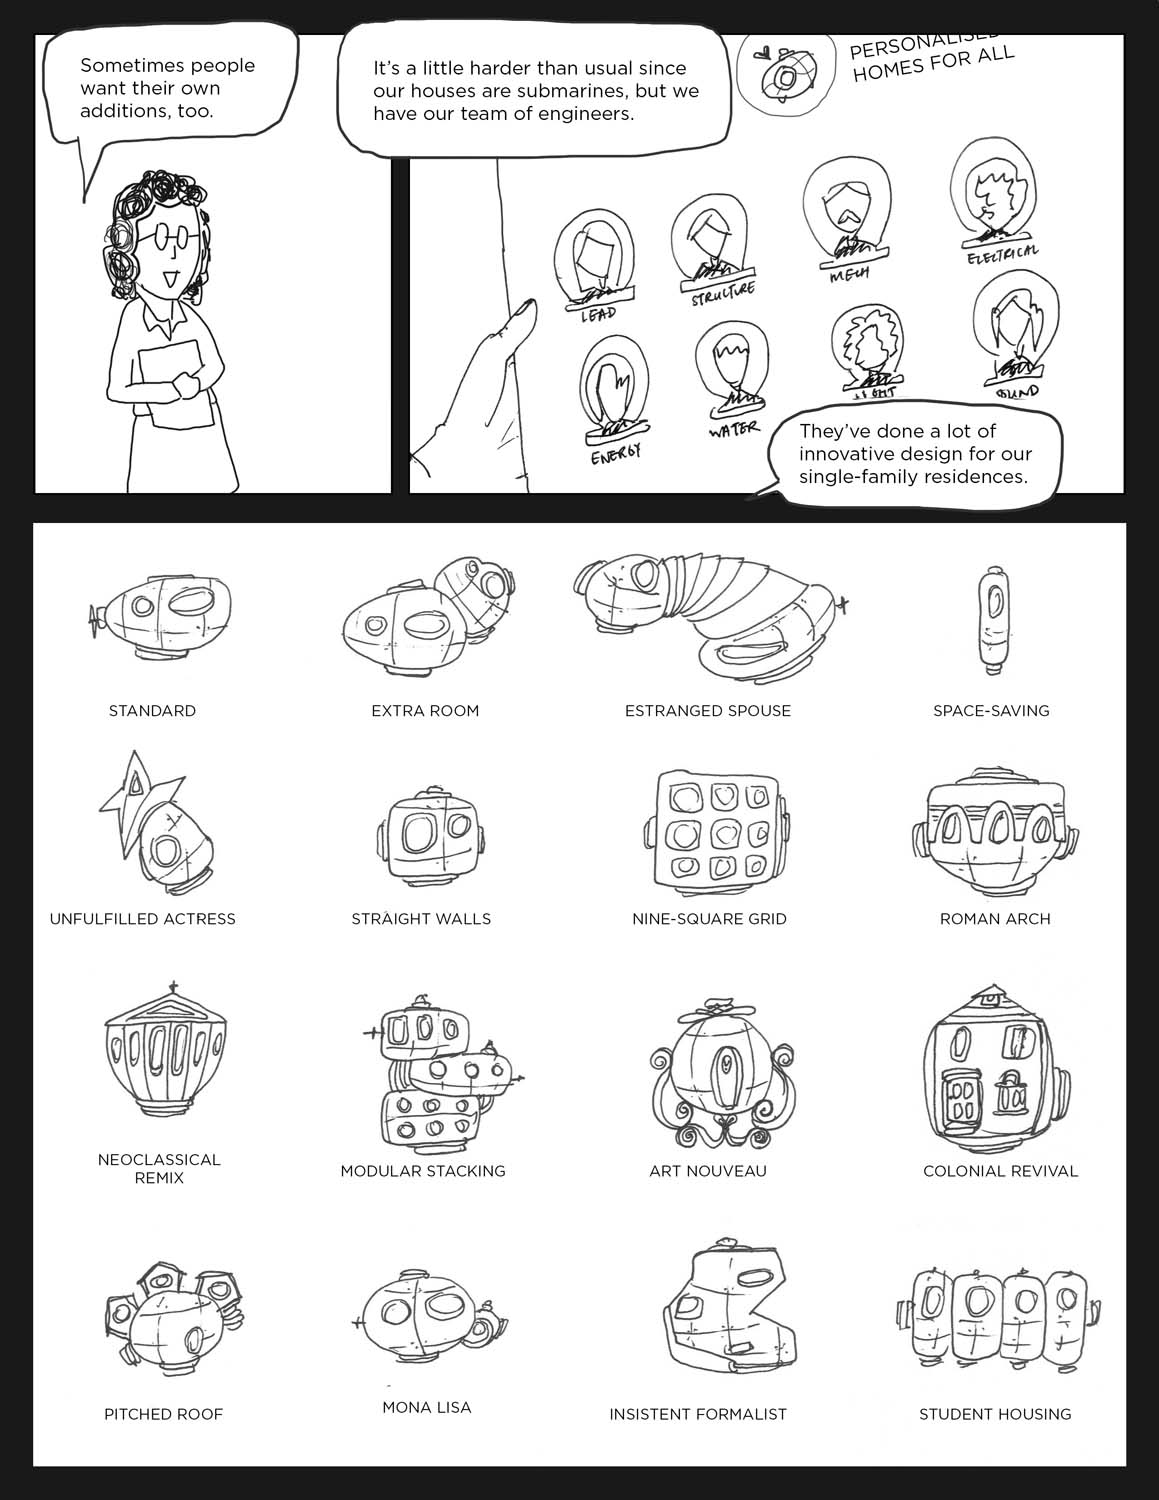 Sometimes people
want their own
additions, too.
It's a little harder than usual since
our houses are submarines, but we
have our team of engineers.
PERSONALISED
HOMES FOR ALL
LEAD
STRUCTURE
MECH
ELECTRICAL
ENERGY
WATER
LIGHT
SOUND
They've done a lot of
innovative design for our
single-family residences.
STANDARD
EXTRA ROOM
ESTRANGED SPOUSE
SPACE-SAVING
UNFULFILLED ACTRESS
STRAIGHT WALLS
NINE-SQUARE GRID
ROMAN ARCH
NEOCLASSICAL
REMIX
MODULAR STACKING
ART NOUVEAU
COLONIAL REVIVAL
PITCHED ROOF
MONA LISA
INSISTENT FORMALIST
STUDENT HOUSING